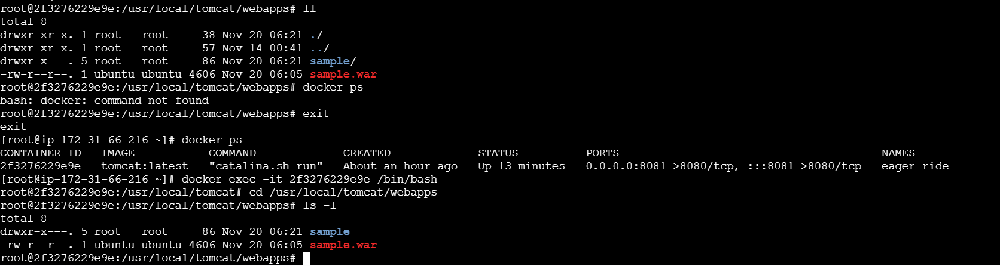 root@2f3276229e9e:/usr/local/tomcat/webapps# ll
total 8
drwxr-xr-x. 1 root   root     38 Nov 20 06:21 ./
drwxr-xr-x. 1 root   root     57 Nov 14 00:41 ../
drwxr-x---. 5 root   root     86 Nov 20 06:21 sample/
-rw-r--r--. 1 ubuntu ubuntu 4606 Nov 20 06:05 sample.war
root@2f3276229e9e:/usr/local/tomcat/webapps# docker ps
bash: docker: command not found
root@2f3276229e9e:/usr/local/tomcat/webapps# exit
exit
[root@ip-172-31-66-216 ~]# docker ps
CONTAINER ID   IMAGE           COMMAND             CREATED             STATUS          PORTS                                       NAMES
2f3276229e9e   tomcat:latest   "catalina.sh run"   About an hour ago   Up 13 minutes   0.0.0.0:8081->8080/tcp, :::8081->8080/tcp   eager_ride
[root@ip-172-31-66-216 ~]# docker exec -it 2f3276229e9e /bin/bash
root@2f3276229e9e:/usr/local/tomcat# cd /usr/local/tomcat/webapps
root@2f3276229e9e:/usr/local/tomcat/webapps# ls -l
total 8
drwxr-x---. 5 root   root     86 Nov 20 06:21 sample
-rw-r--r--. 1 ubuntu ubuntu 4606 Nov 20 06:05 sample.war
root@2f3276229e9e:/usr/local/tomcat/webapps#